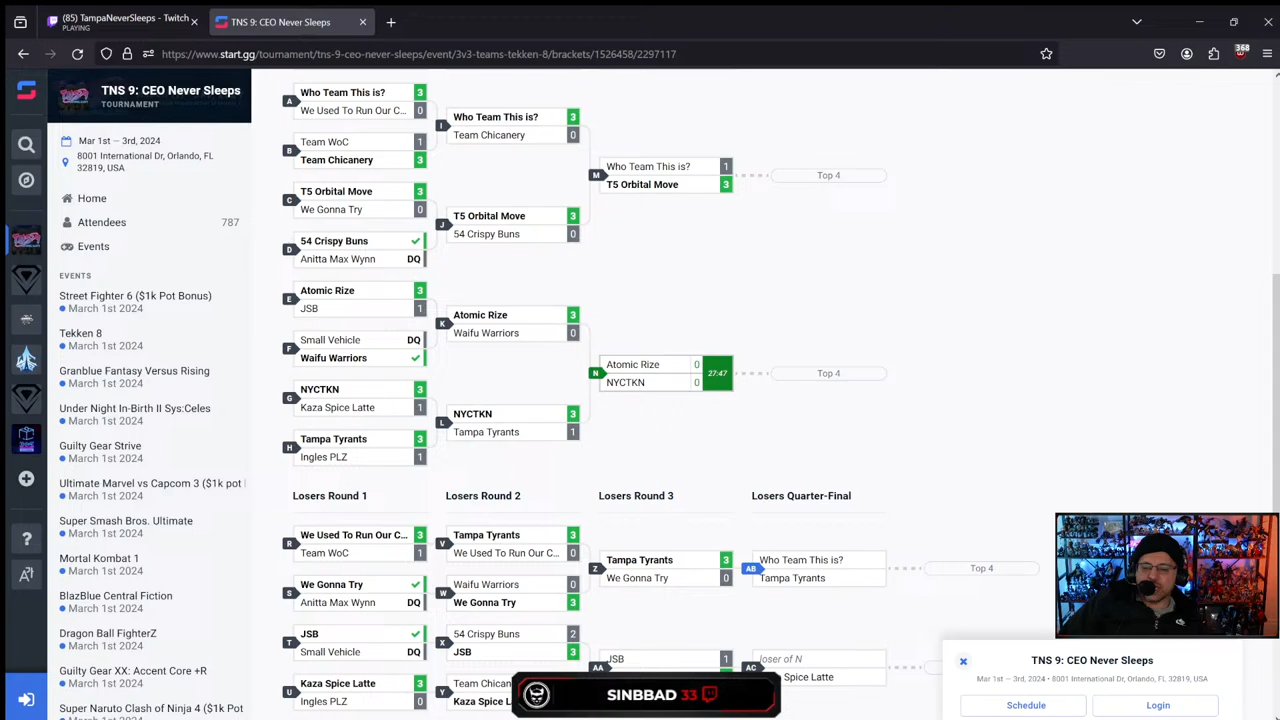 (85) TampaNeverSleeps - Twitch
PLAYING
TNS 9: CEO Never Sleeps
https://www.start.gg/tournament/tns-9-ceo-never-sleeps/event/3v3-teams-tekken-8/brackets/1526458/2297117
368
TNS 9: CEO Never Sleeps
TOURNAMENT
Mar 1st — 3rd, 2024
8001 International Dr, Orlando, FL
32819, USA
Home
Attendees 787
Events
EVENTS
Street Fighter 6 ($1k Pot Bonus)
March 1st 2024
Tekken 8
March 1st 2024
Granblue Fantasy Versus Rising
March 1st 2024
Under Night In-Birth II Sys:Celes
March 1st 2024
Guilty Gear Strive
March 1st 2024
Ultimate Marvel vs Capcom 3 ($1k pot
March 1st 2024
Super Smash Bros. Ultimate
March 1st 2024
Mortal Kombat 1
March 1st 2024
BlazBlue Central Fiction
March 1st 2024
Dragon Ball FighterZ
March 1st 2024
Guilty Gear XX: Accent Core +R
March 1st 2024
Super Naruto Clash of Ninja 4 ($1k Pot
A
Who Team This is? 3
We Used To Run Our C... 0
B
Team WoC 1
Team Chicanery 3
C
T5 Orbital Move 3
We Gonna Try 0
D
54 Crispy Buns
Anitta Max Wynn DQ
E
Atomic Rize 3
JSB 1
F
Small Vehicle DQ
Waifu Warriors
G
NYCTKN 3
Kaza Spice Latte 1
H
Tampa Tyrants 3
Ingles PLZ 1
I
Who Team This is? 3
Team Chicanery 0
J
T5 Orbital Move 3
54 Crispy Buns 0
K
Atomic Rize 3
Waifu Warriors 0
L
NYCTKN 3
Tampa Tyrants 1
M
Who Team This is? 1
T5 Orbital Move 3
Top 4
N
Atomic Rize 0
NYCTKN 0
27:47
Top 4
Losers Round 1
Losers Round 2
Losers Round 3
Losers Quarter-Final
R
We Used To Run Our C... 3
Team WoC 1
S
We Gonna Try
Anitta Max Wynn DQ
T
JSB
Small Vehicle DQ
U
Kaza Spice Latte 3
Ingles PLZ 0
V
Tampa Tyrants 3
We Used To Run Our C... 0
W
Waifu Warriors 0
We Gonna Try 3
X
54 Crispy Buns 2
JSB 3
Y
Team Chican
Kaza Spice L
Z
Tampa Tyrants 3
We Gonna Try 0
AA
JSB 1
AB
Who Team This is?
Tampa Tyrants
Top 4
AC
loser of N
Spice Latte
SINBBAD 33
TNS 9: CEO Never Sleeps
Mar 1st — 3rd, 2024 • 8001 International Dr, Orlando, FL 32819, USA
Schedule
Login